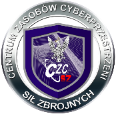 CENTRUM ZASOBÓW CYBERPRZESTRZENI
CZC
SIŁ ZBROJNYCH